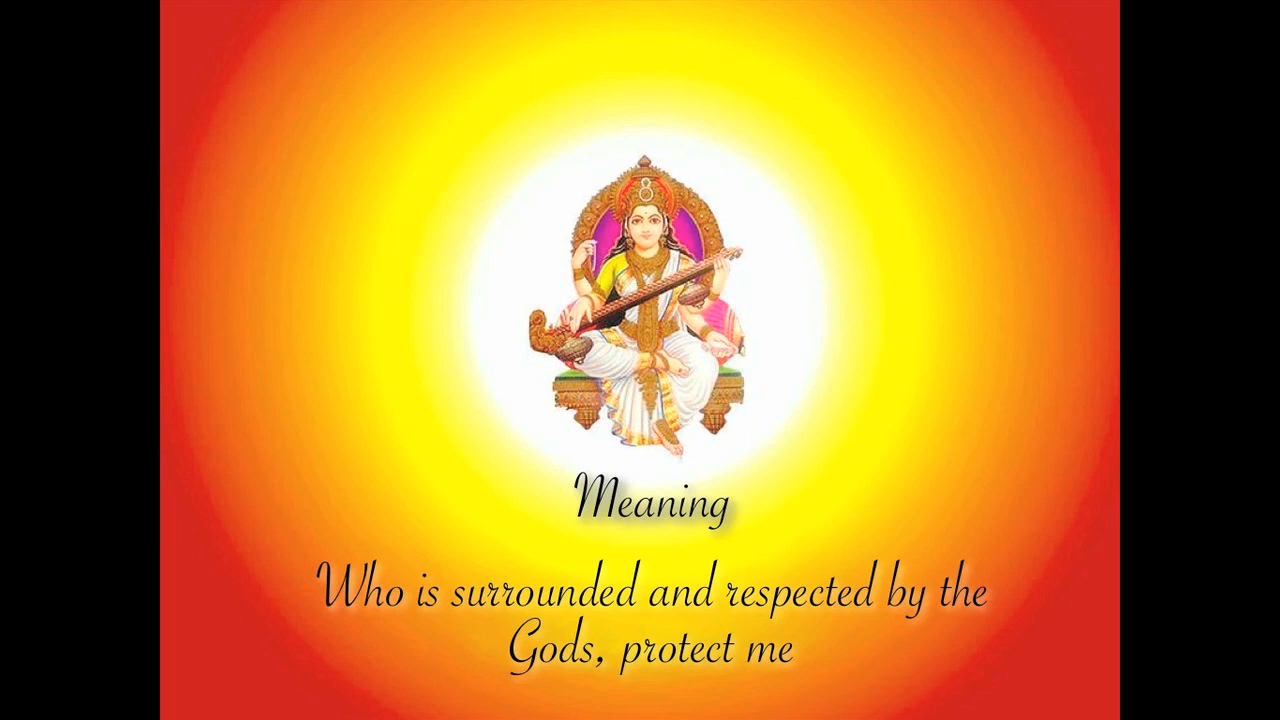 Meaning
Who is surrounded and respected by the
Gods, protect me